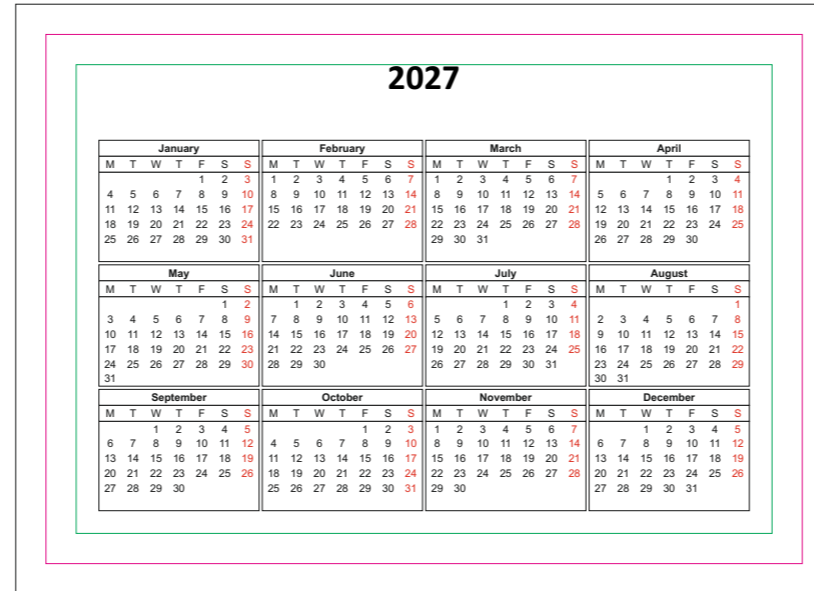 2027
January February March April
M T W T F S S M T W T F S S M T W T F S S M T W T F S S
1 2 3 1 2 3 4 5 6 7 1 2 3 4 5 6 7 1 2 3 4
4 5 6 7 8 9 10 8 9 10 11 12 13 14 8 9 10 11 12 13 14 5 6 7 8 9 10 11
11 12 13 14 15 16 17 15 16 17 18 19 20 21 15 16 17 18 19 20 21 12 13 14 15 16 17 18
18 19 20 21 22 23 24 22 23 24 25 26 27 28 22 23 24 25 26 27 28 19 20 21 22 23 24 25
25 26 27 28 29 30 31 29 30 31 26 27 28 29 30
May June July August
M T W T F S S M T W T F S S M T W T F S S M T W T F S S
1 2 1 2 3 4 5 6 1 2 3 4 1
3 4 5 6 7 8 9 7 8 9 10 11 12 13 5 6 7 8 9 10 11 2 3 4 5 6 7 8
10 11 12 13 14 15 16 14 15 16 17 18 19 20 12 13 14 15 16 17 18 9 10 11 12 13 14 15
17 18 19 20 21 22 23 21 22 23 24 25 26 27 19 20 21 22 23 24 25 16 17 18 19 20 21 22
24 25 26 27 28 29 30 28 29 30 26 27 28 29 30 31 23 24 25 26 27 28 29
31 30 31
September October November December
M T W T F S S M T W T F S S M T W T F S S M T W T F S S
1 2 3 4 5 1 2 3 1 2 3 4 5 6 7 1 2 3 4 5
6 7 8 9 10 11 12 4 5 6 7 8 9 10 8 9 10 11 12 13 14 6 7 8 9 10 11 12
13 14 15 16 17 18 19 11 12 13 14 15 16 17 15 16 17 18 19 20 21 13 14 15 16 17 18 19
20 21 22 23 24 25 26 18 19 20 21 22 23 24 22 23 24 25 26 27 28 20 21 22 23 24 25 26
27 28 29 30 25 26 27 28 29 30 31 29 30 27 28 29 30 31